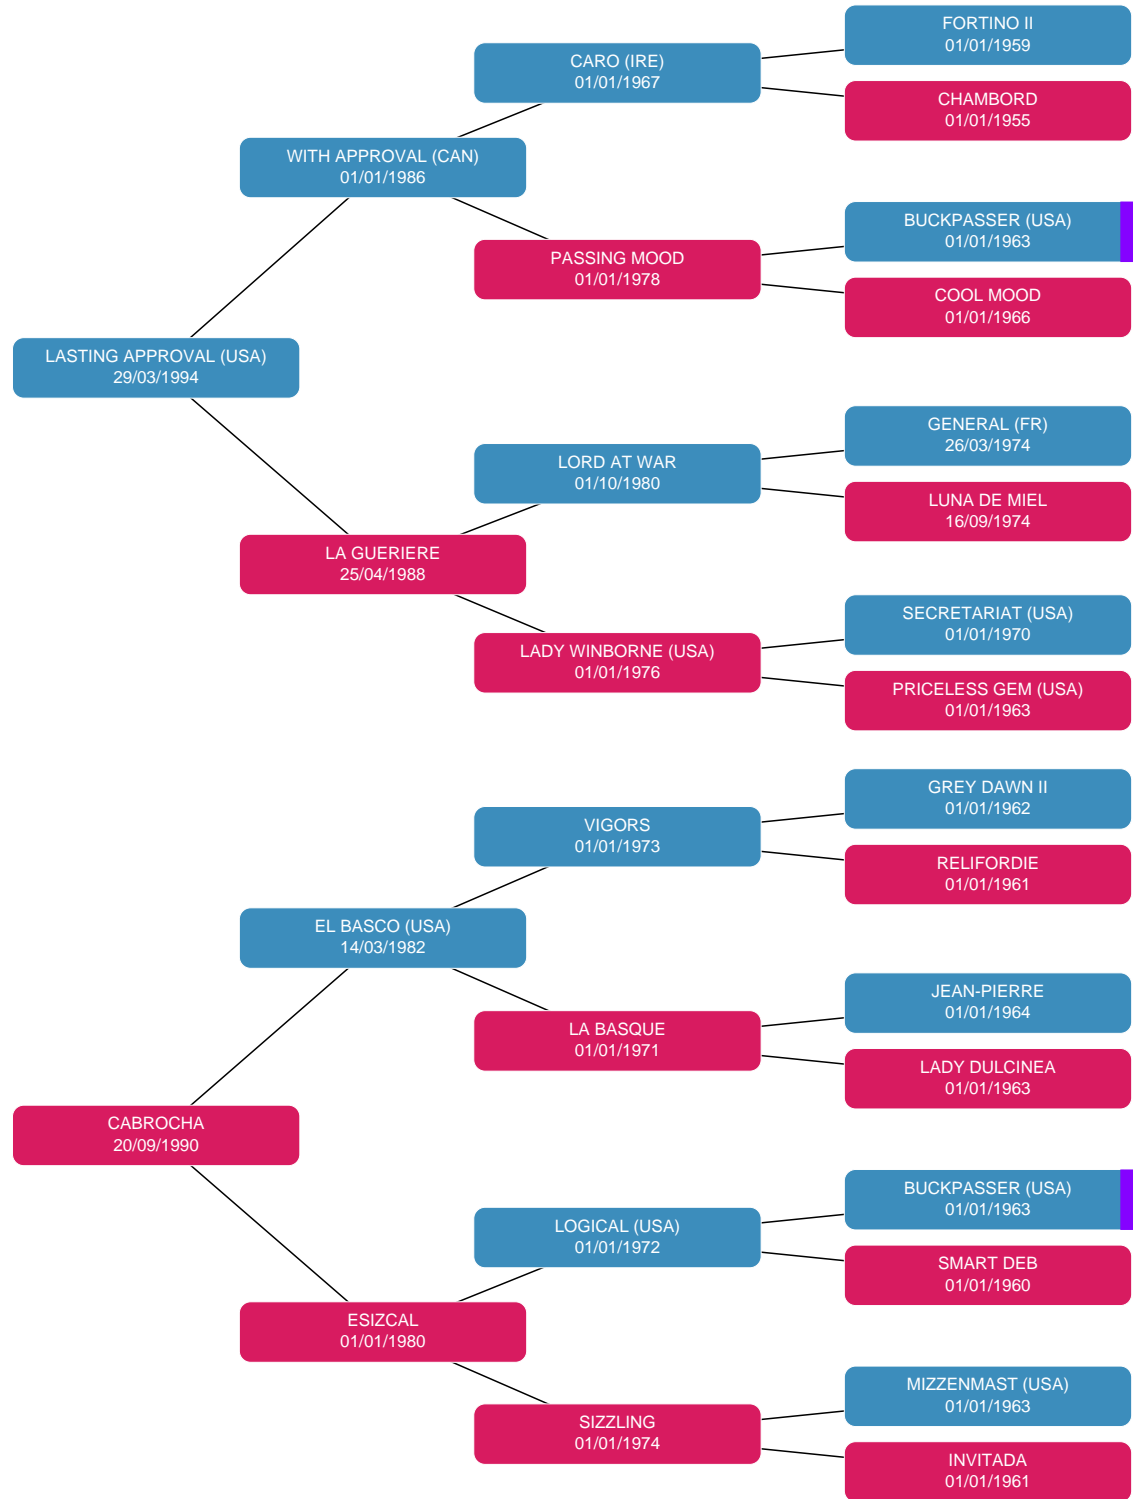 FORTINO II
01/01/1959
CARO (IRE)
01/01/1967
CHAMBORD
01/01/1955
WITH APPROVAL (CAN)
01/01/1986
BUCKPASSER (USA)
01/01/1963
PASSING MOOD
01/01/1978
COOL MOOD
01/01/1966
LASTING APPROVAL (USA)
29/03/1994
GENERAL (FR)
26/03/1974
LORD AT WAR
01/10/1980
LUNA DE MIEL
16/09/1974
LA GUERIERE
25/04/1988
SECRETARIAT (USA)
01/01/1970
LADY WINBORNE (USA)
01/01/1976
PRICELESS GEM (USA)
01/01/1963
GREY DAWN II
01/01/1962
VIGORS
01/01/1973
RELIFORDIE
01/01/1961
EL BASCO (USA)
14/03/1982
JEAN-PIERRE
01/01/1964
LA BASQUE
01/01/1971
LADY DULCINEA
01/01/1963
CABROCHA
20/09/1990
BUCKPASSER (USA)
01/01/1963
LOGICAL (USA)
01/01/1972
SMART DEB
01/01/1960
ESIZCAL
01/01/1980
MIZZENMAST (USA)
01/01/1963
SIZZLING
01/01/1974
INVITADA
01/01/1961